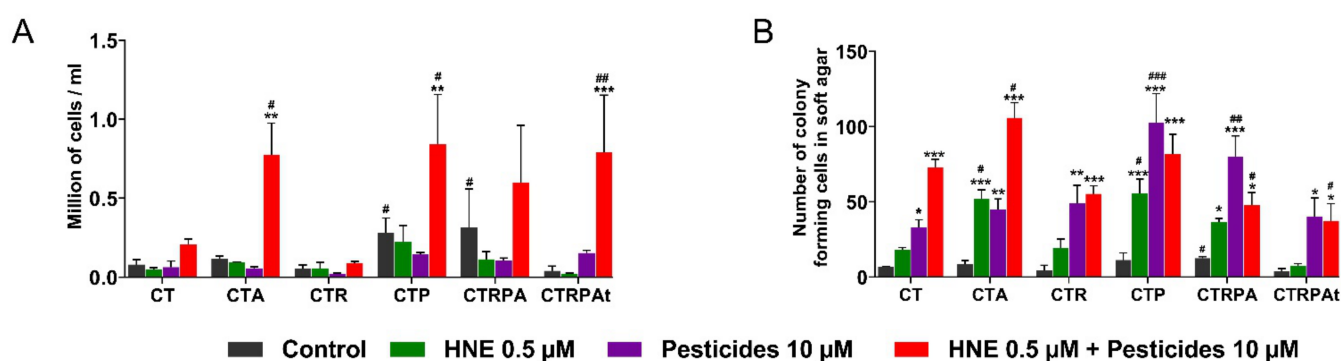 A
Million of cells / ml
1.5
1.0
0.5
0.0
#
**
#
#
**
#
##
***
CT
CTA
CTR
CTP
CTRPA
CTRPAt
B
Number of colony
forming cells in soft agar
150
100
50
0
*
***
#
***
**
#
***
**
***
#
***
###
***
***
#
*
##
***
#
*
*
#
*
CT
CTA
CTR
CTP
CTRPA
CTRPAt
Control
HNE 0.5 µM
Pesticides 10 µM
HNE 0.5 µM + Pesticides 10 µM